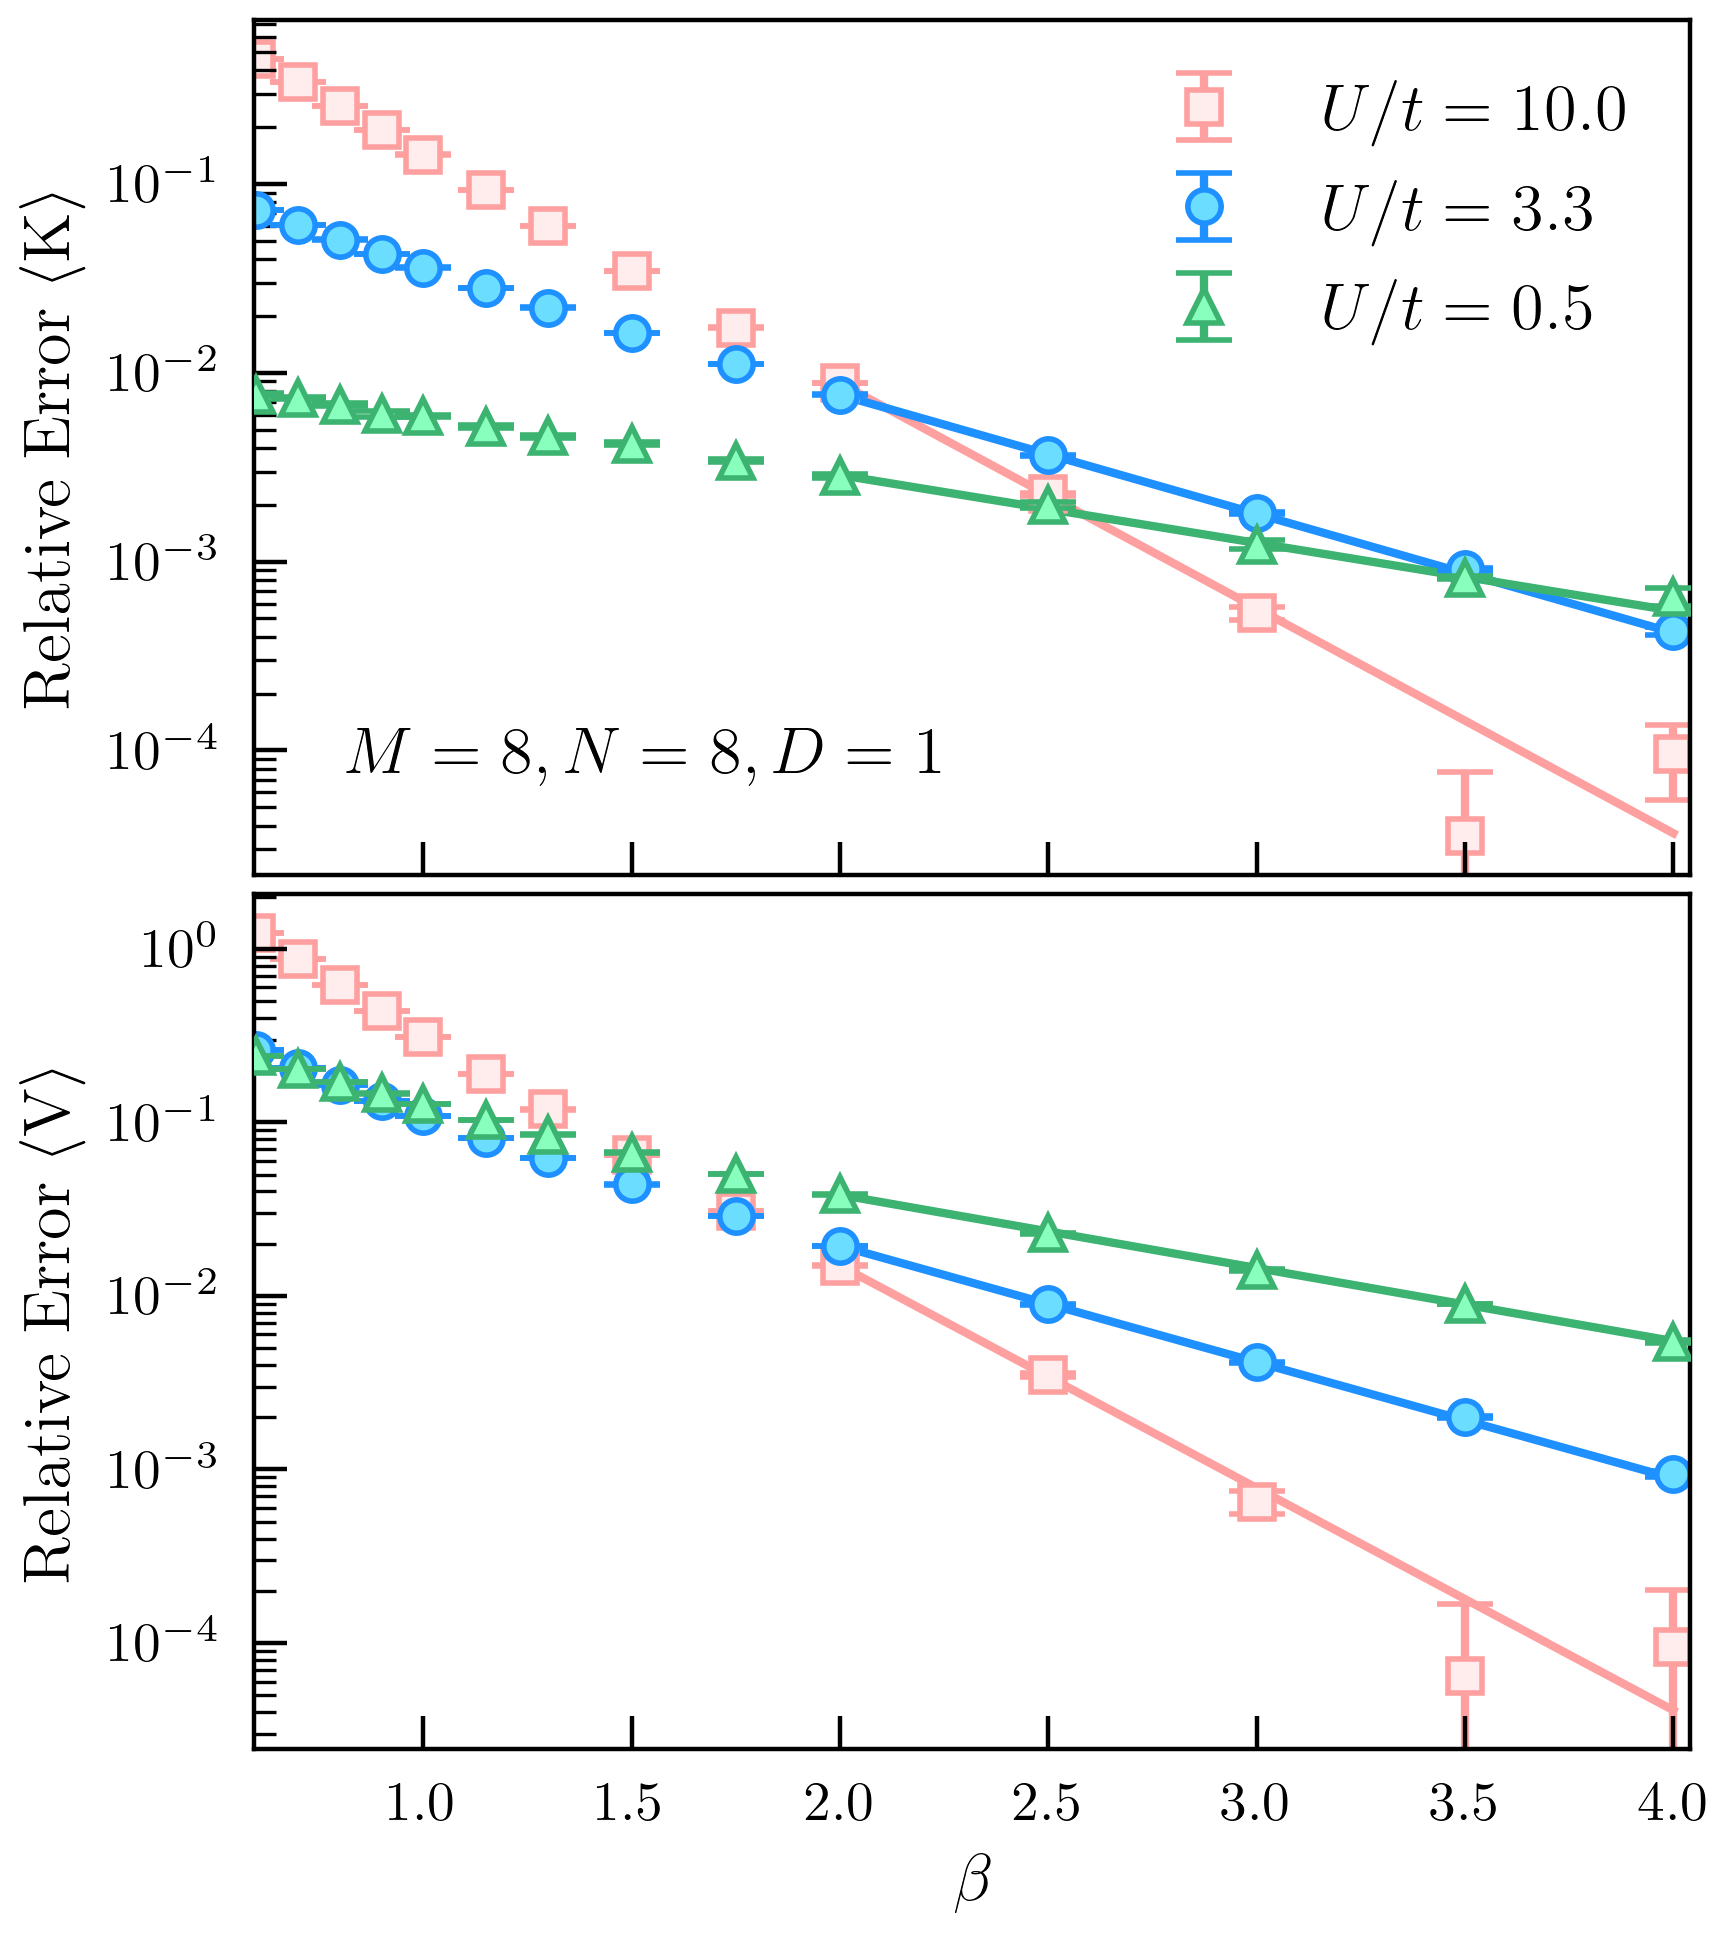 U/t = 10.0
U/t = 3.3
U/t = 0.5
Relative Error ⟨K⟩
10⁻¹
10⁻²
10⁻³
10⁻⁴
M = 8, N = 8, D = 1
Relative Error ⟨V⟩
10⁰
10⁻¹
10⁻²
10⁻³
10⁻⁴
1.0 1.5 2.0 2.5 3.0 3.5 4.0
β